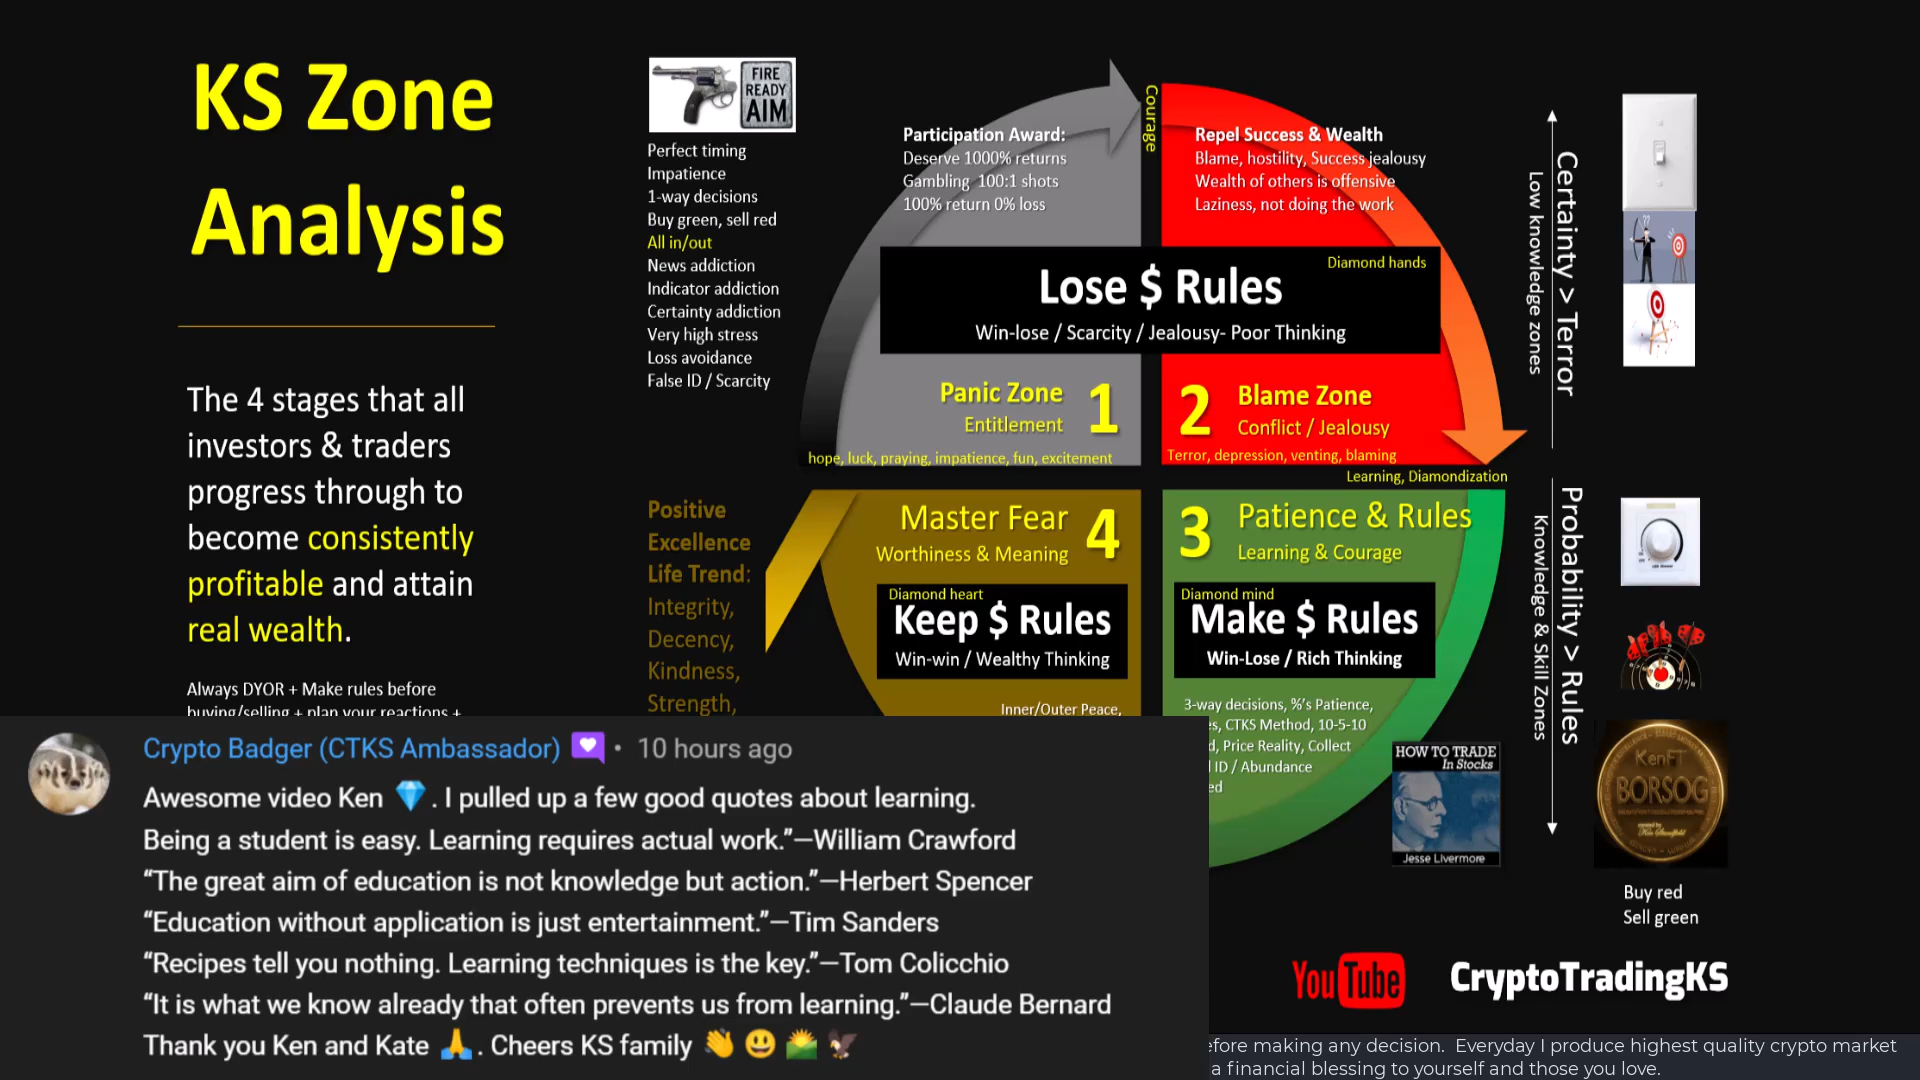 KS Zone
Analysis
The 4 stages that all
investors & traders
progress through to
become consistently
profitable and attain
real wealth.
Always DYOR + Make rules before
buying/selling + plan your reactions +
FIRE
READY
AIM
Perfect timing
Impatience
1-way decisions
Buy green, sell red
All in/out
News addiction
Indicator addiction
Certainty addiction
Very high stress
Loss avoidance
False ID / Scarcity
Participation Award:
Deserve 1000% returns
Gambling 100:1 shots
100% return 0% loss
Courage
Repel Success & Wealth
Blame, hostility, Success jealousy
Wealth of others is offensive
Laziness, not doing the work
Diamond hands
Lose $ Rules
Win-lose / Scarcity / Jealousy- Poor Thinking
Panic Zone
Entitlement
1
hope, luck, praying, impatience, fun, excitement
2
Blame Zone
Conflict / Jealousy
Terror, depression, venting, blaming
Learning, Diamondization
Positive
Excellence
Life Trend:
Integrity,
Decency,
Kindness,
Strength,
Master Fear
Worthiness & Meaning
4
Diamond heart
Keep $ Rules
Win-win / Wealthy Thinking
Inner/Outer Peace,
3
Patience & Rules
Learning & Courage
Diamond mind
Make $ Rules
Win-Lose / Rich Thinking
3-way decisions, %'s Patience,
es, CTKS Method, 10-5-10
d, Price Reality, Collect
ID / Abundance
ed
Certainty > Terror
Low knowledge zones
Probability > Rules
Knowledge & Skill Zones
??
HOW TO TRADE
In Stocks
Jesse Livermore
KenFT
BORSOG
Buy red
Sell green
YouTube
CryptoTradingKS
Crypto Badger (CTKS Ambassador) • 10 hours ago
Awesome video Ken 💎. I pulled up a few good quotes about learning.
Being a student is easy. Learning requires actual work.”—William Crawford
“The great aim of education is not knowledge but action.”—Herbert Spencer
“Education without application is just entertainment.”—Tim Sanders
“Recipes tell you nothing. Learning techniques is the key.”—Tom Colicchio
“It is what we know already that often prevents us from learning.”—Claude Bernard
Thank you Ken and Kate 🙏. Cheers KS family 👋 😃 🌄 🦅
efore making any decision. Everyday I produce highest quality crypto market
a financial blessing to yourself and those you love.